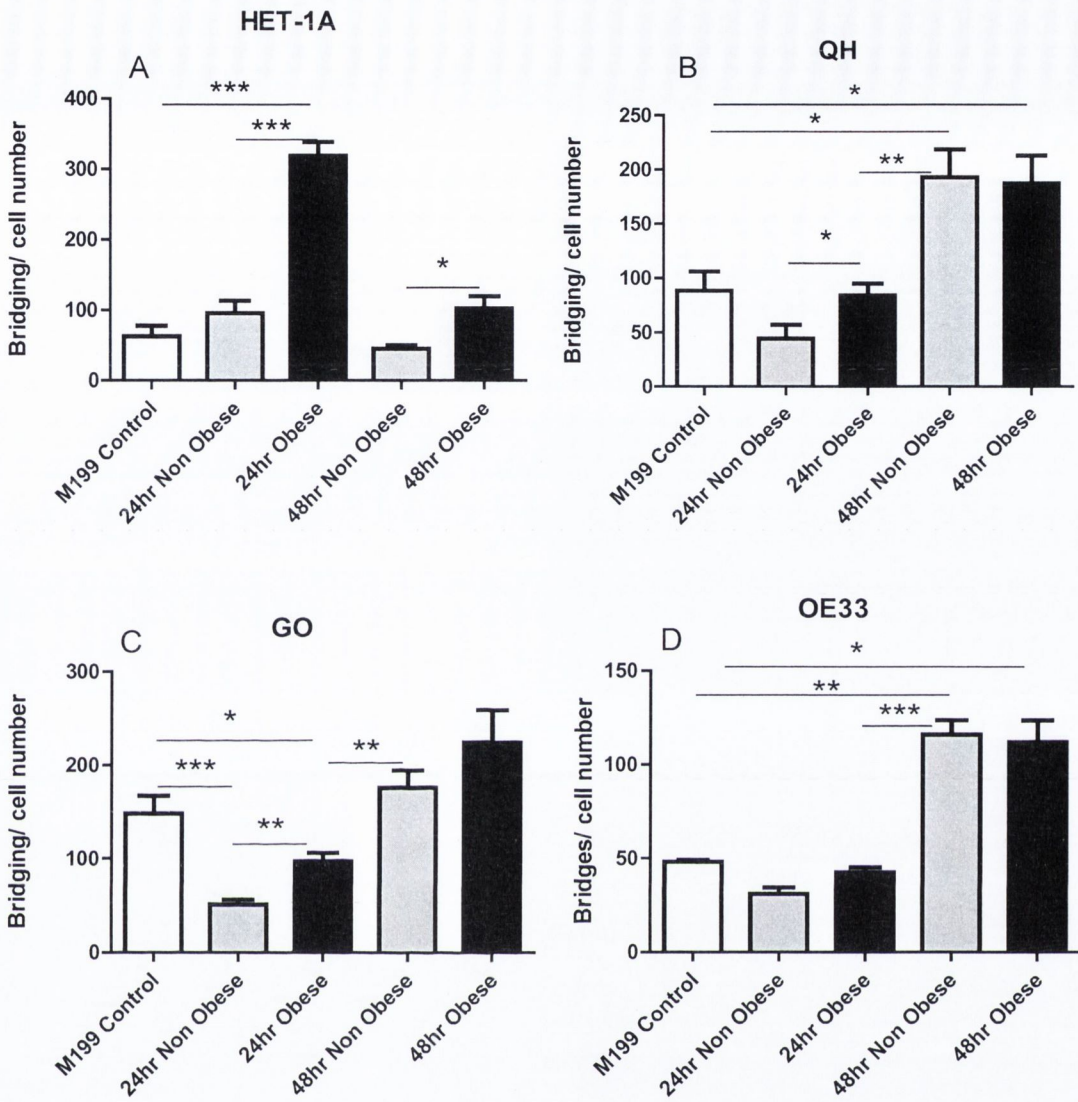 HET-1A
A
400
300
200
100
0
Bridging/ cell number
***
***
*
M199 Control
24hr Non Obese
24hr Obese
48hr Non Obese
48hr Obese
QH
B
250
200
150
100
50
0
Bridging/ cell number
*
*
**
*
M199 Control
24hr Non Obese
24hr Obese
48hr Non Obese
48hr Obese
GO
C
300
200
100
0
Bridging/ cell number
*
***
**
**
M199 Control
24hr Non Obese
24hr Obese
48hr Non Obese
48hr Obese
OE33
D
150
100
50
0
Bridges/ cell number
*
**
***
M199 Control
24hr Non Obese
24hr Obese
48hr Non Obese
48hr Obese